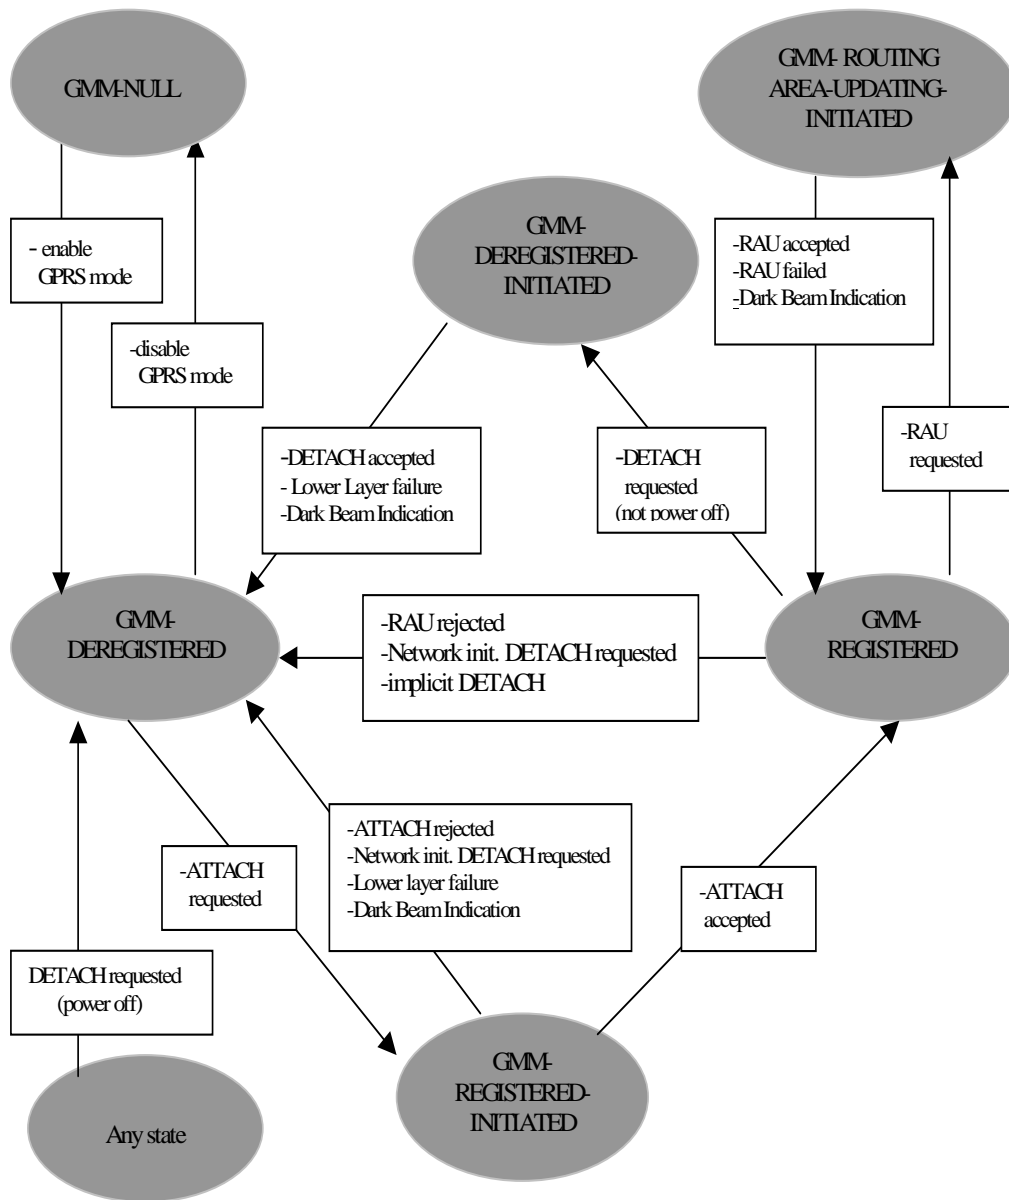 GMM-NULL
GMM- ROUTING
AREA-UPDATING-
INITIATED
GMM-
DEREGISTERED-
INITIATED
- enable
GPRS mode
-disable
GPRS mode
-RAU accepted
-RAU failed
-Dark Beam Indication
-RAU
requested
-DETACH accepted
- Lower Layer failure
-Dark Beam Indication
-DETACH
requested
(not power off)
GMM-
DEREGISTERED
-RAU rejected
-Network init. DETACH requested
-implicit DETACH
GMM-
REGISTERED
-ATTACH
requested
-ATTACH rejected
-Network init. DETACH requested
-Lower layer failure
-Dark Beam Indication
-ATTACH
accepted
DETACH requested
(power off)
GMM-
REGISTERED-
INITIATED
Any state